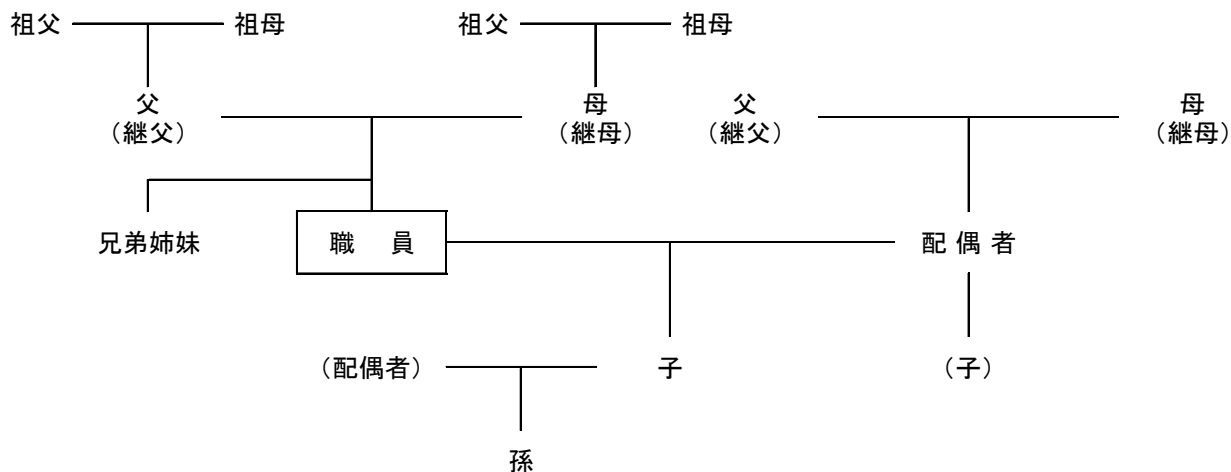 祖父 祖母 祖父 祖母
父 母 父 母
（継父） （継母） （継父） （継母）
兄弟姉妹 職　員 配 偶 者
（配偶者） 子 （子）
孫